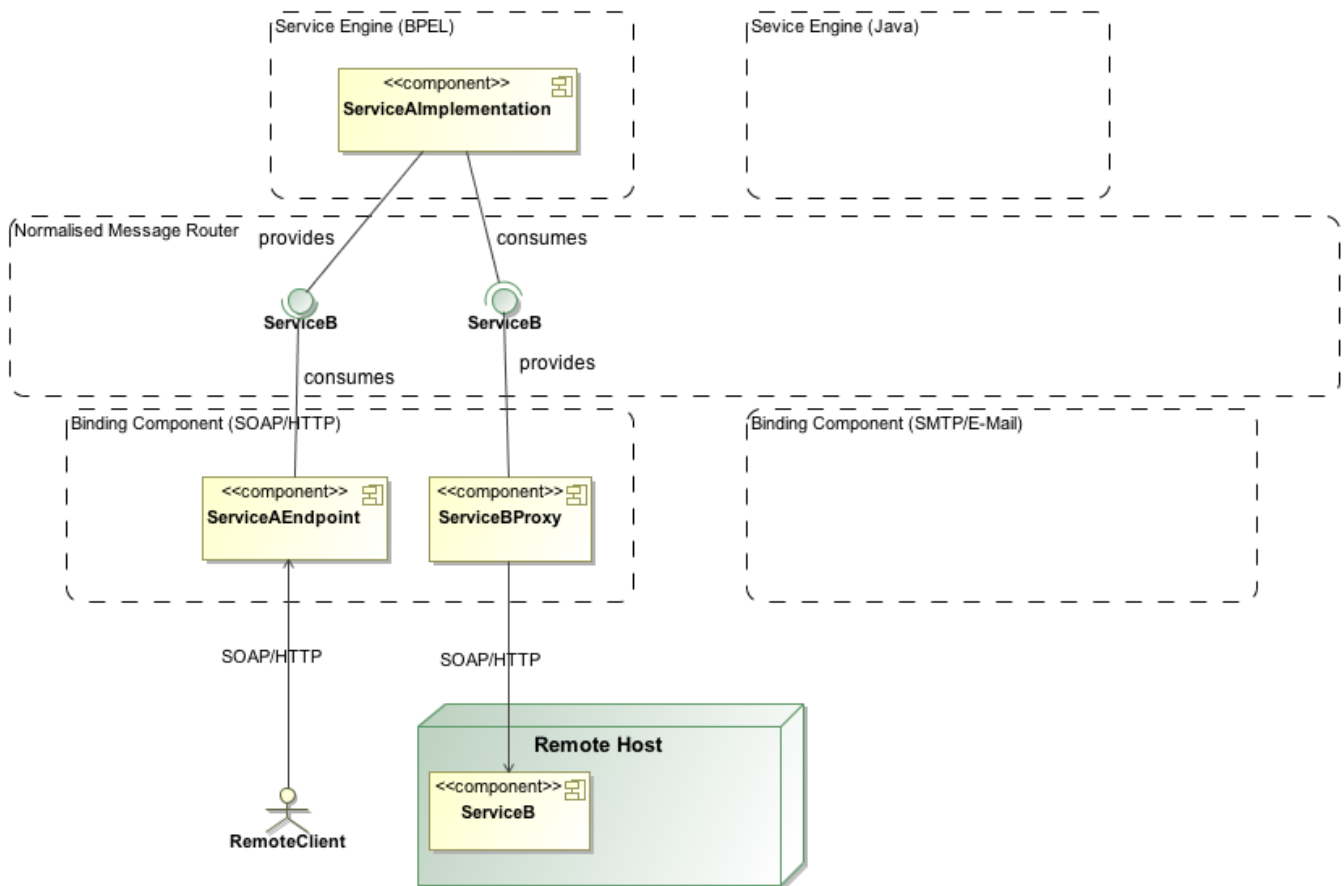 Service Engine (BPEL)
Sevice Engine (Java)
<<component>>
ServiceAImplementation
Normalised Message Router
provides
consumes
ServiceB
ServiceB
provides
consumes
Binding Component (SOAP/HTTP)
Binding Component (SMTP/E-Mail)
<<component>>
ServiceAEndpoint
<<component>>
ServiceBProxy
SOAP/HTTP
SOAP/HTTP
Remote Host
<<component>>
ServiceB
RemoteClient